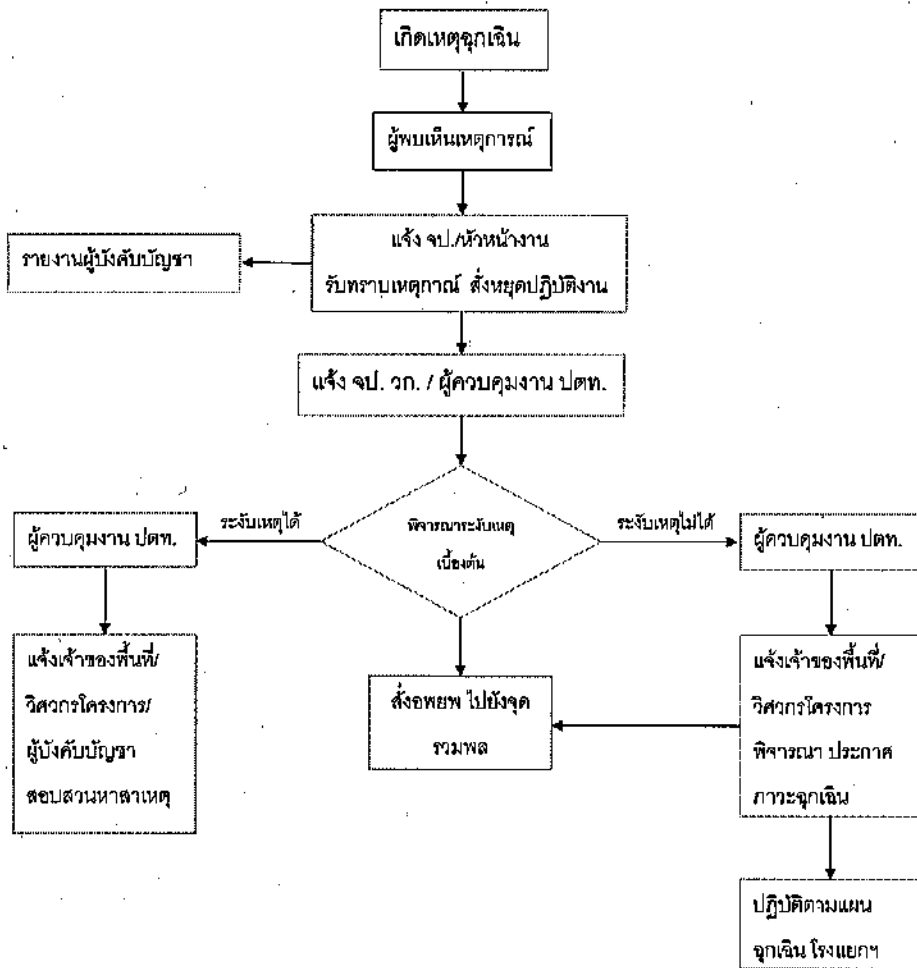 เกิดเหตุฉุกเฉิน
ผู้พบเห็นเหตุการณ์
แจ้ง จป./หัวหน้างาน
รับทราบเหตุกาณ์ สั่งหยุดปฏิบัติงาน
รายงานผู้บังคับบัญชา
แจ้ง จป. วก. / ผู้ควบคุมงาน ปตท.
พิจารณาระงับเหตุ
เบื้องต้น
ระงับเหตุได้
ระงับเหตุไม่ได้
ผู้ควบคุมงาน ปตท.
แจ้งเจ้าของพื้นที่/
วิศวกรโครงการ/
ผู้บังคับบัญชา
สอบสวนหาสาเหตุ
สั่งอพยพ ไปยังจุด
รวมพล
ผู้ควบคุมงาน ปตท.
แจ้งเจ้าของพื้นที่/
วิศวกรโครงการ
พิจารณา ประกาศ
ภาวะฉุกเฉิน
ปฏิบัติตามแผน
ฉุกเฉิน โรงแยกฯ